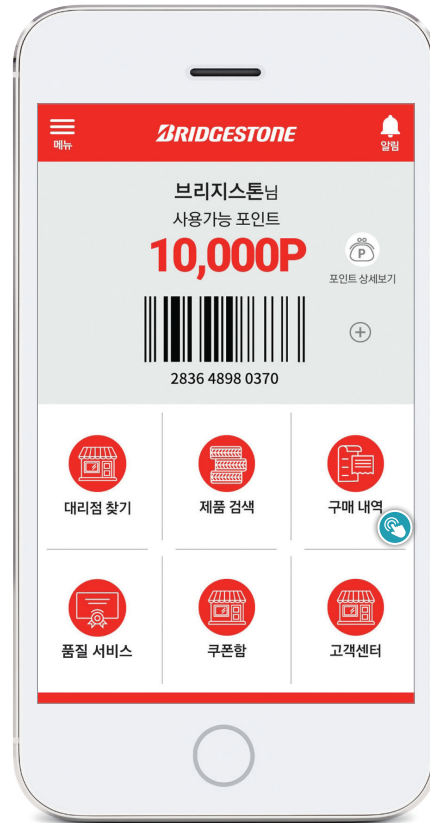 메뉴
BRIDGESTONE
알림
브리지스톤님
사용가능 포인트
10,000P
P
포인트 상세보기
2836 4898 0370
대리점 찾기
제품 검색
구매 내역
품질 서비스
쿠폰함
고객센터